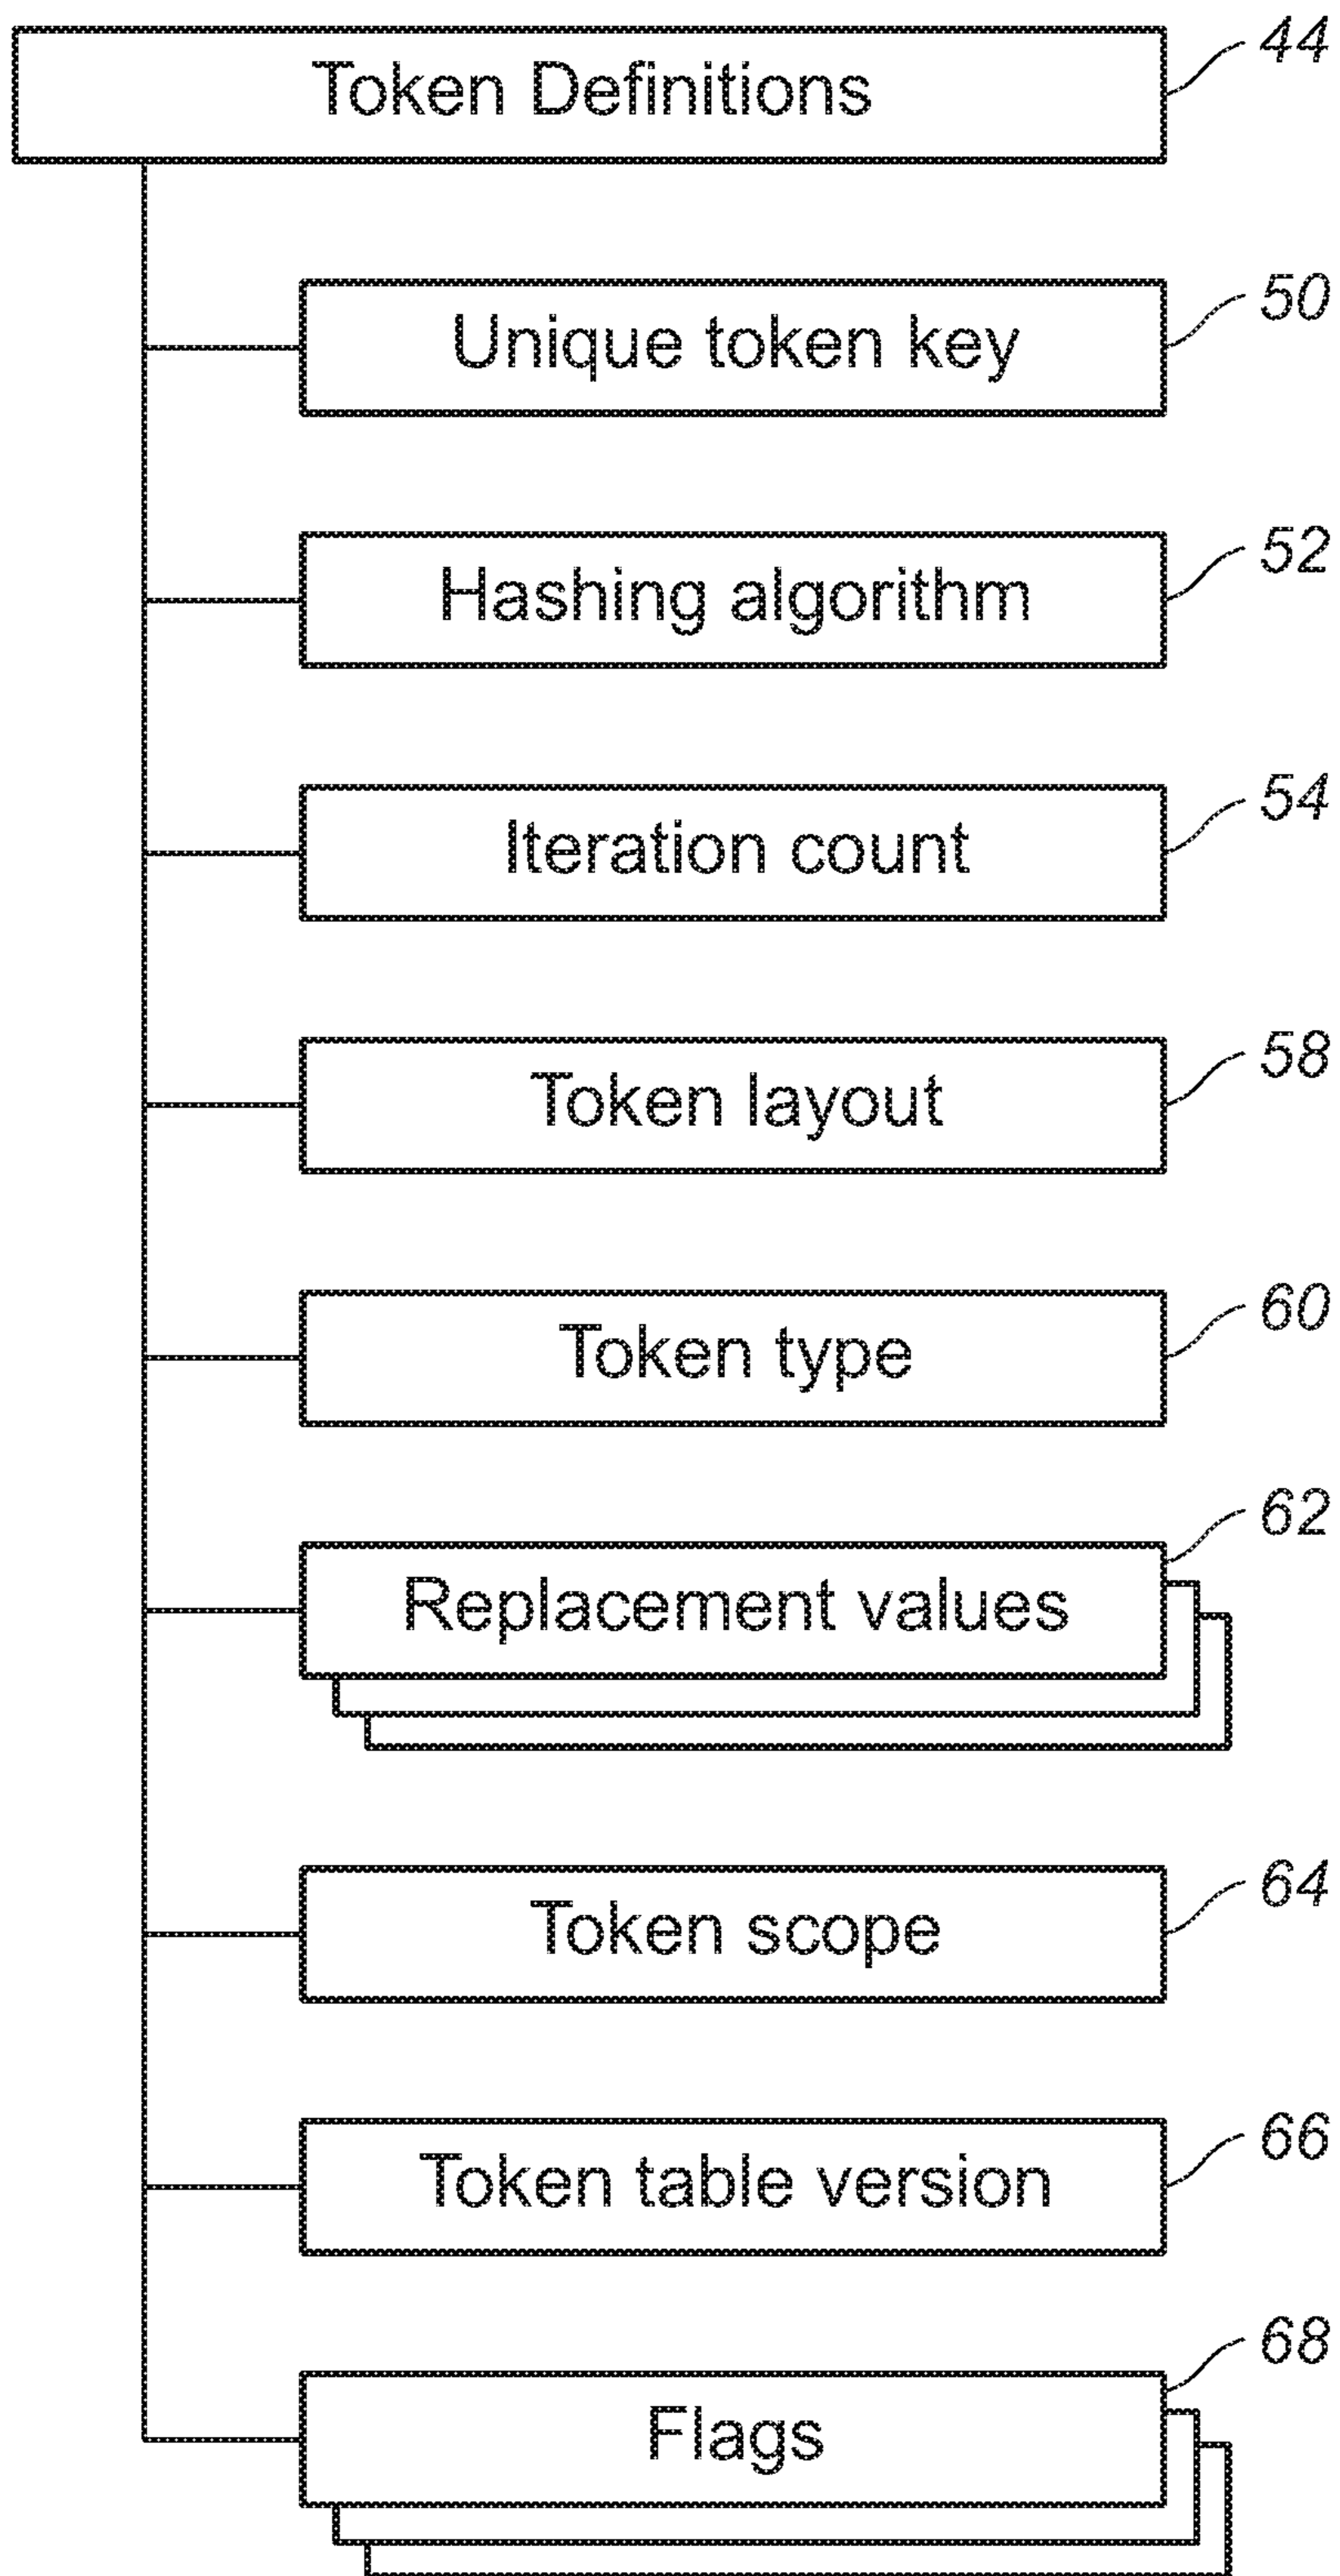 Token Definitions 44
Unique token key 50
Hashing algorithm 52
Iteration count 54
Token layout 58
Token type 60
Replacement values 62
Token scope 64
Token table version 66
Flags 68